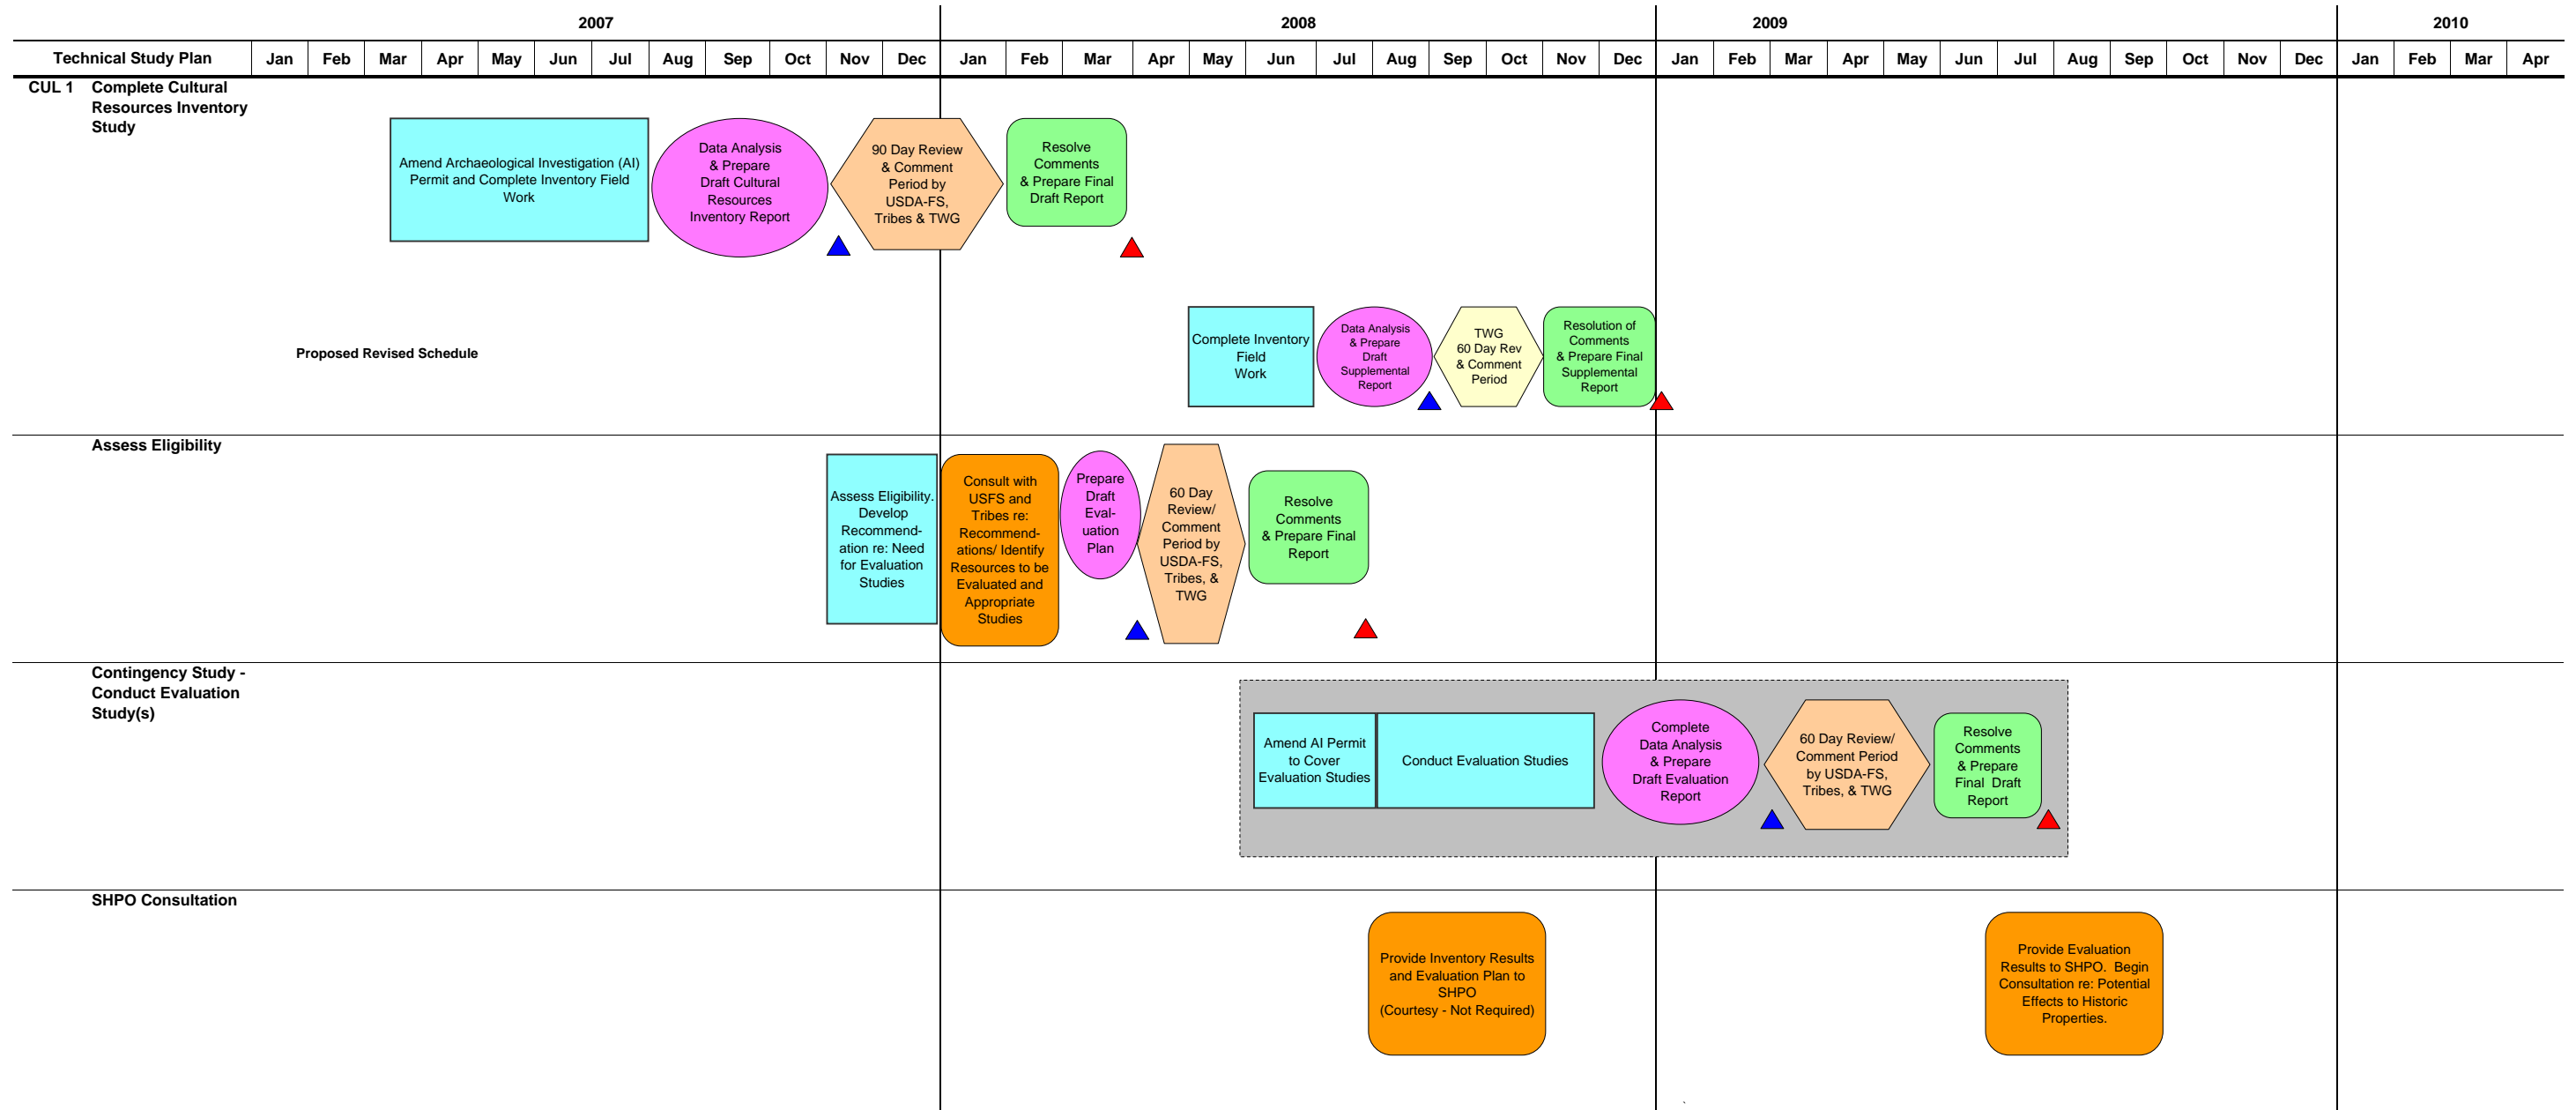 2007
2008
2009
2010
Technical Study Plan
Jan Feb Mar Apr May Jun Jul Aug Sep Oct Nov Dec
Jan Feb Mar Apr May Jun Jul Aug Sep Oct Nov Dec
Jan Feb Mar Apr May Jun Jul Aug Sep Oct Nov Dec
Jan Feb Mar Apr
CUL 1 Complete Cultural
Resources Inventory
Study
Amend Archaeological Investigation (AI)
Permit and Complete Inventory Field
Work
Data Analysis
& Prepare
Draft Cultural
Resources
Inventory Report
90 Day Review
& Comment
Period by
USDA-FS,
Tribes & TWG
Resolve
Comments
& Prepare Final
Draft Report
Proposed Revised Schedule
Complete Inventory
Field
Work
Data Analysis
& Prepare
Draft
Supplemental
Report
TWG
60 Day Rev
& Comment
Period
Resolution of
Comments
& Prepare Final
Supplemental
Report
Assess Eligibility
Assess Eligibility.
Develop
Recommend-
ation re: Need
for Evaluation
Studies
Consult with
USFS and
Tribes re:
Recommend-
ations/ Identify
Resources to be
Evaluated and
Appropriate
Studies
Prepare
Draft
Eval-
uation
Plan
60 Day
Review/
Comment
Period by
USDA-FS,
Tribes, &
TWG
Resolve
Comments
& Prepare Final
Report
Contingency Study -
Conduct Evaluation
Study(s)
Amend AI Permit
to Cover
Evaluation Studies
Conduct Evaluation Studies
Complete
Data Analysis
& Prepare
Draft Evaluation
Report
60 Day Review/
Comment Period
by USDA-FS,
Tribes, & TWG
Resolve
Comments
& Prepare
Final Draft
Report
SHPO Consultation
Provide Inventory Results
and Evaluation Plan to
SHPO
(Courtesy - Not Required)
Provide Evaluation
Results to SHPO. Begin
Consultation re: Potential
Effects to Historic
Properties.
`